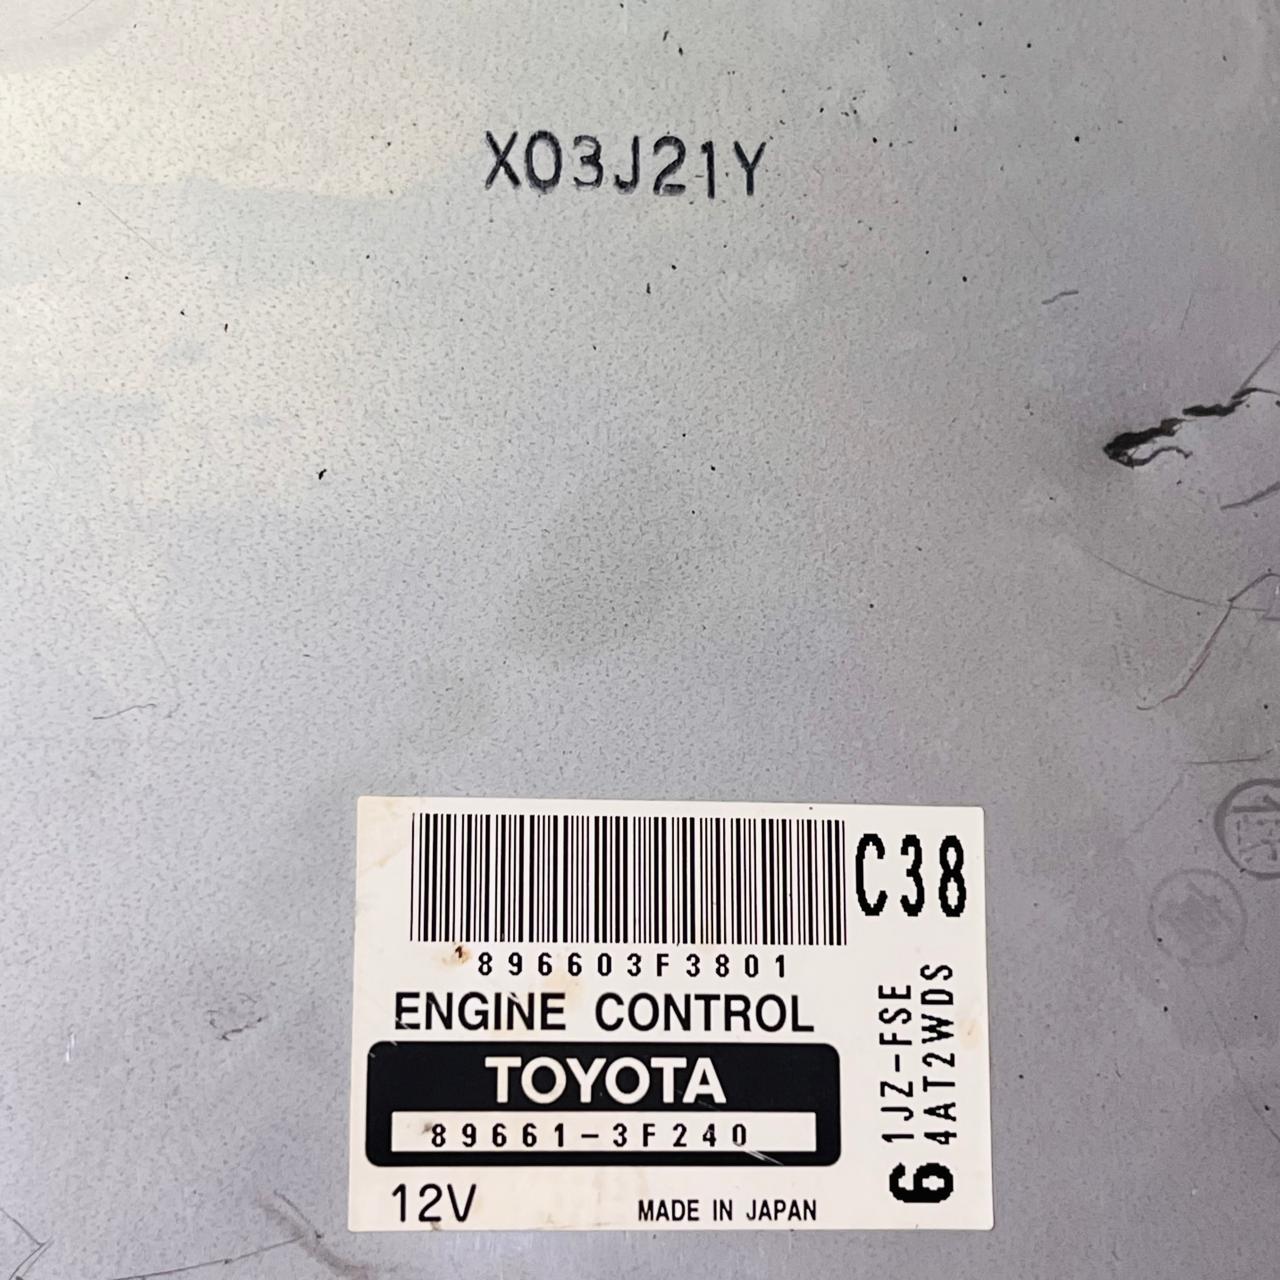 X03J21Y
C38
896603F3801
ENGINE CONTROL
TOYOTA
89661-3F240
12V
MADE IN JAPAN
1JZ-FSE
4AT2WDS
6